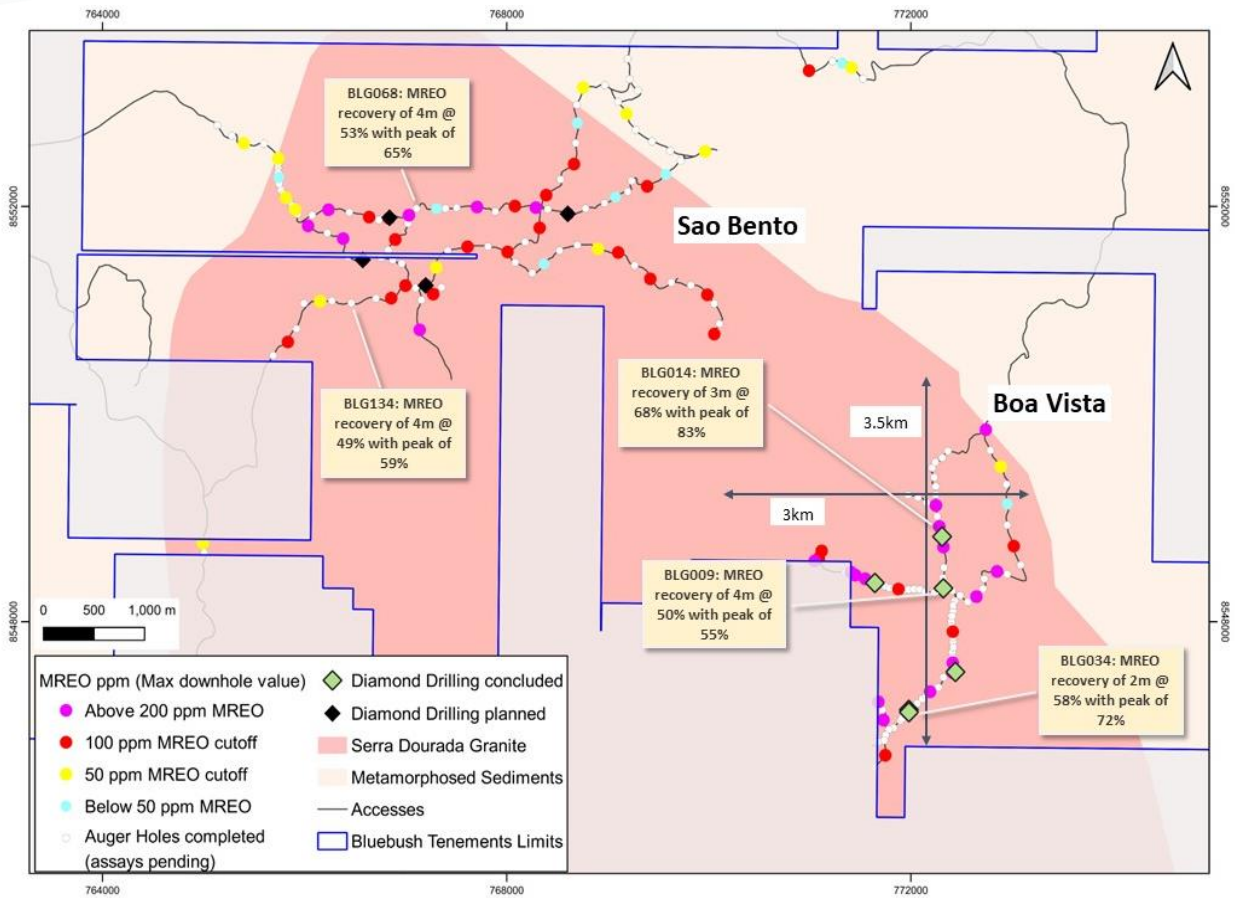 764000
768000
772000
8552000
8552000
BLG068: MREO
recovery of 4m @
53% with peak of
65%
Sao Bento
BLG014: MREO
recovery of 3m @
68% with peak of
83%
Boa Vista
3.5km
BLG134: MREO
recovery of 4m @
49% with peak of
59%
3km
BLG009: MREO
recovery of 4m @
50% with peak of
55%
8548000
8548000
0 500 1,000 m
BLG034: MREO
recovery of 2m @
58% with peak of
72%
MREO ppm (Max downhole value)
Above 200 ppm MREO
100 ppm MREO cutoff
50 ppm MREO cutoff
Below 50 ppm MREO
Auger Holes completed
(assays pending)
Diamond Drilling concluded
Diamond Drilling planned
Serra Dourada Granite
Metamorphosed Sediments
Accesses
Bluebush Tenements Limits
764000
768000
772000